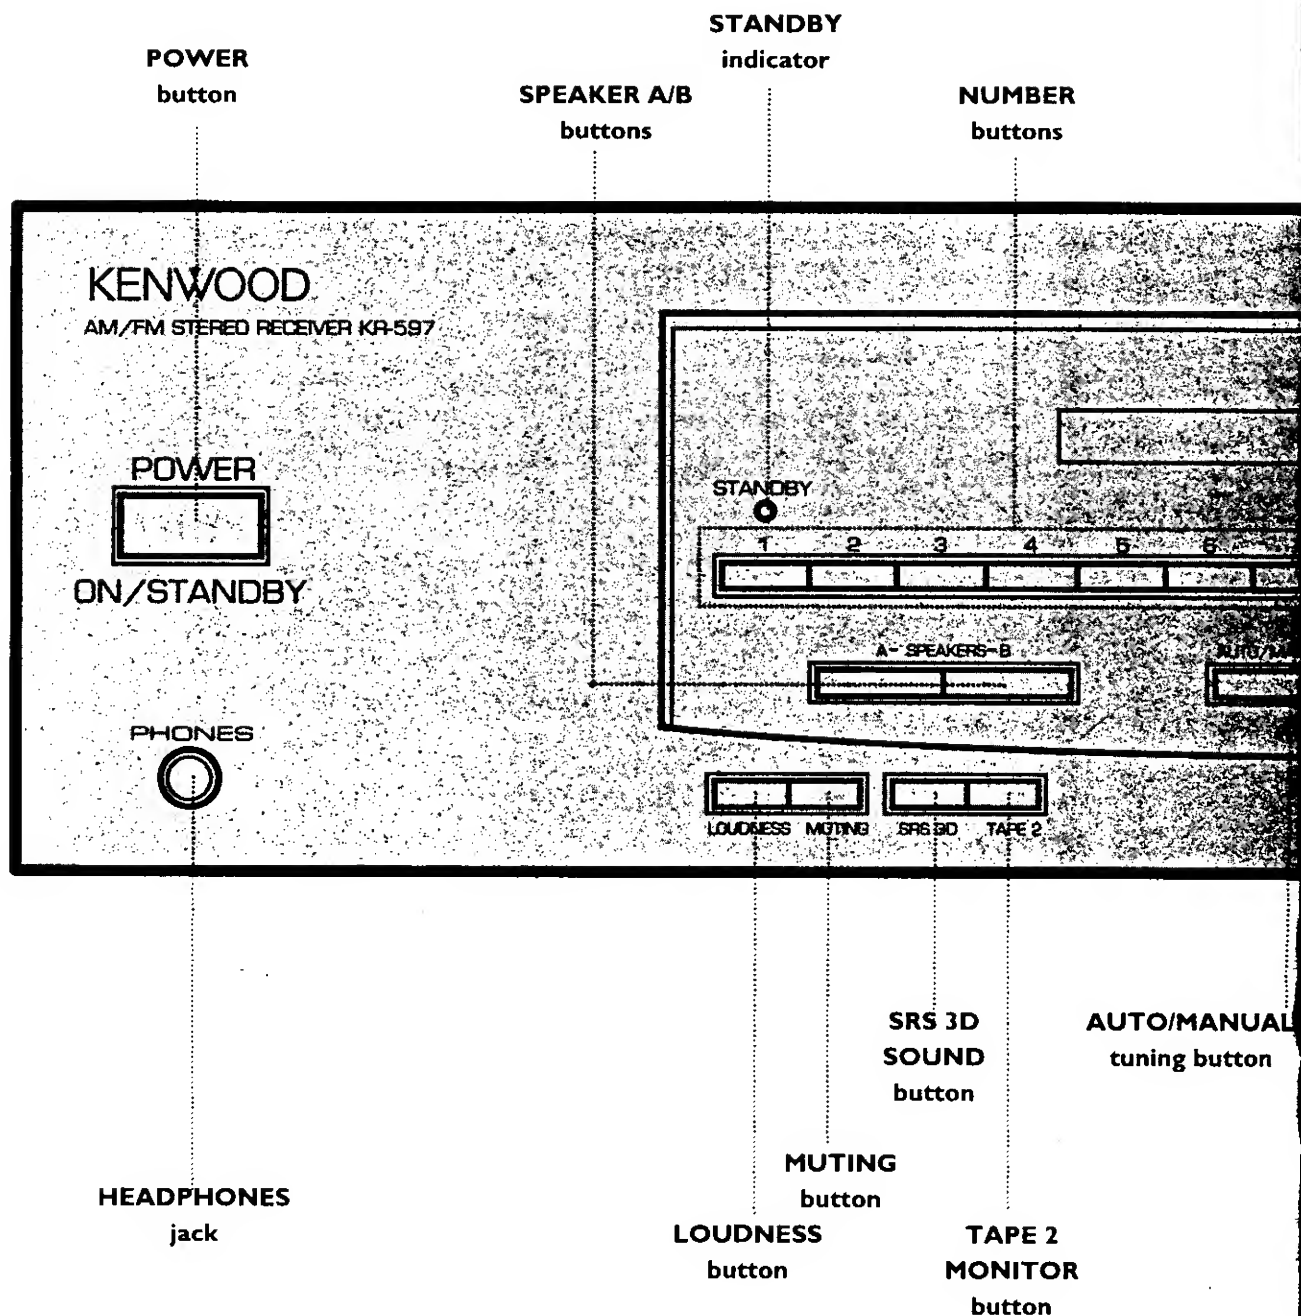 STANDBY
indicator
POWER
button
SPEAKER A/B
buttons
NUMBER
buttons
KENWOOD
AM/FM STEREO RECEIVER KR-597
POWER
ON/STANDBY
STANDBY
1 2 3 4 5 6
A- SPEAKERS-B
PHONES
LOUDNESS MUTING SRS 3D TAPE 2
SRS 3D
SOUND
button
AUTO/MANUAL
tuning button
MUTING
button
HEADPHONES
jack
LOUDNESS
button
TAPE 2
MONITOR
button